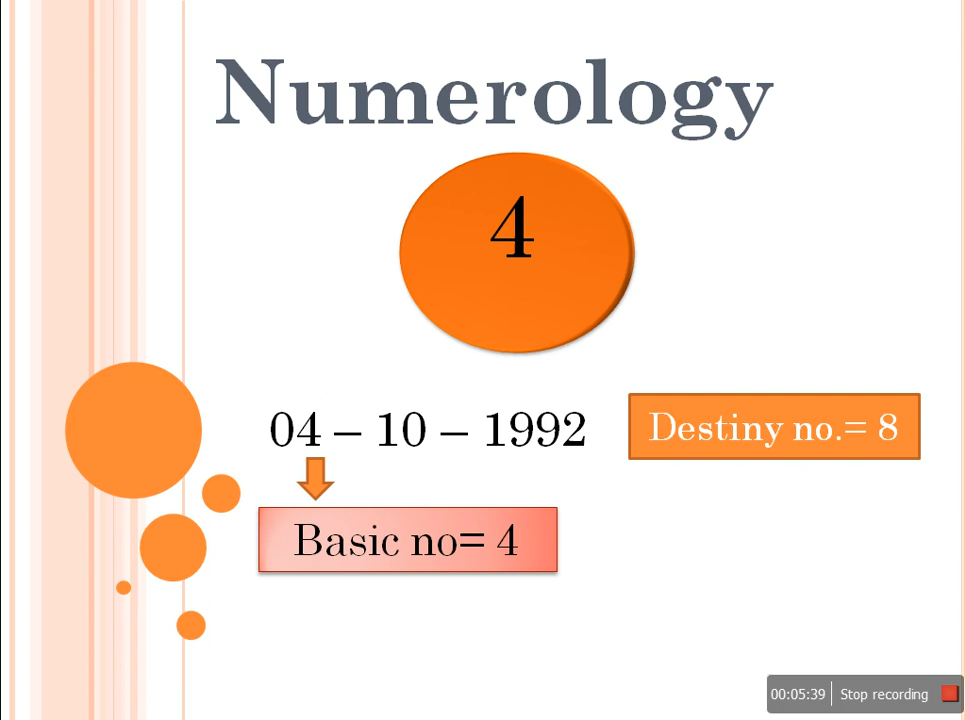 Numerology
4
04 – 10 – 1992
Destiny no.= 8
Basic no= 4
00:05:39 Stop recording